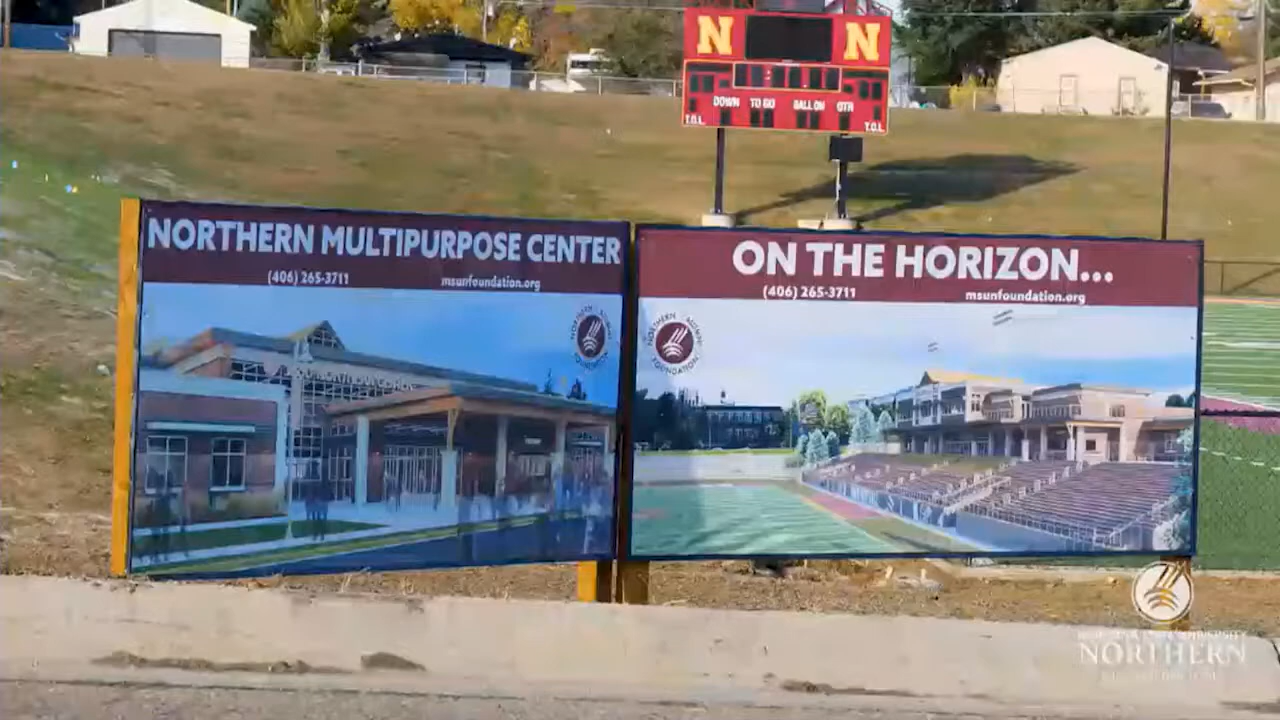 N N
DOWN TO GO BALL ON QTR
T.O.L. T.O.L
NORTHERN MULTIPURPOSE CENTER
(406) 265-3711 msunfoundation.org
ON THE HORIZON...
(406) 265-3711 msunfoundation.org
NORTHERN